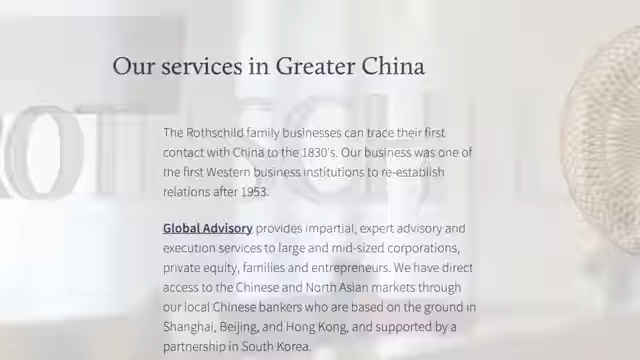 Our services in Greater China
ROTHSCHILD
The Rothschild family businesses can trace their first
contact with China to the 1830's. Our business was one of
the first Western business institutions to re-establish
relations after 1953.
Global Advisory provides impartial, expert advisory and
execution services to large and mid-sized corporations,
private equity, families and entrepreneurs. We have direct
access to the Chinese and North Asian markets through
our local Chinese bankers who are based on the ground in
Shanghai, Beijing, and Hong Kong, and supported by a
partnership in South Korea.